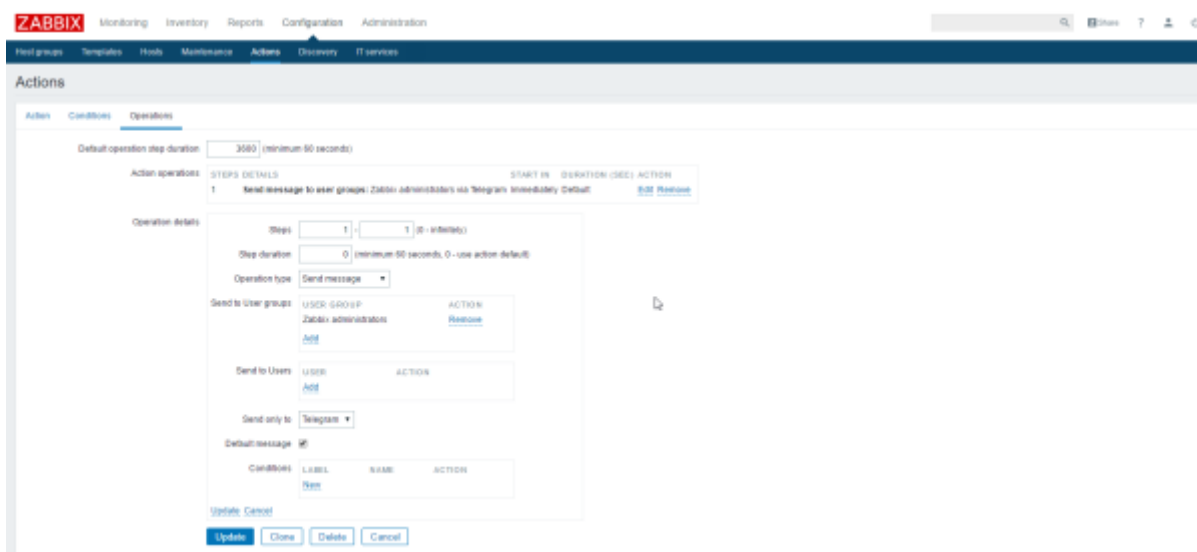 ZABBIX Monitoring Inventory Reports Configuration Administration Share ?
Host groups Templates Hosts Maintenance Actions Discovery IT services
Actions
Action Conditions Operations
Default operation step duration 3600 (minimum 60 seconds)
Action operations STEPS DETAILS START IN DURATION (SEC) ACTION
1 Send message to user groups: Zabbix administrators via Telegram Immediately Default Edit Remove
Operation details
Steps 1 - 1 (0 - infinitely)
Step duration 0 (minimum 60 seconds, 0 - use action default)
Operation type Send message
Send to User groups USER GROUP ACTION
Zabbix administrators Remove
Add
Send to Users USER ACTION
Add
Send only to Telegram
Default message
Conditions LABEL NAME ACTION
New
Update Cancel
Update Clone Delete Cancel